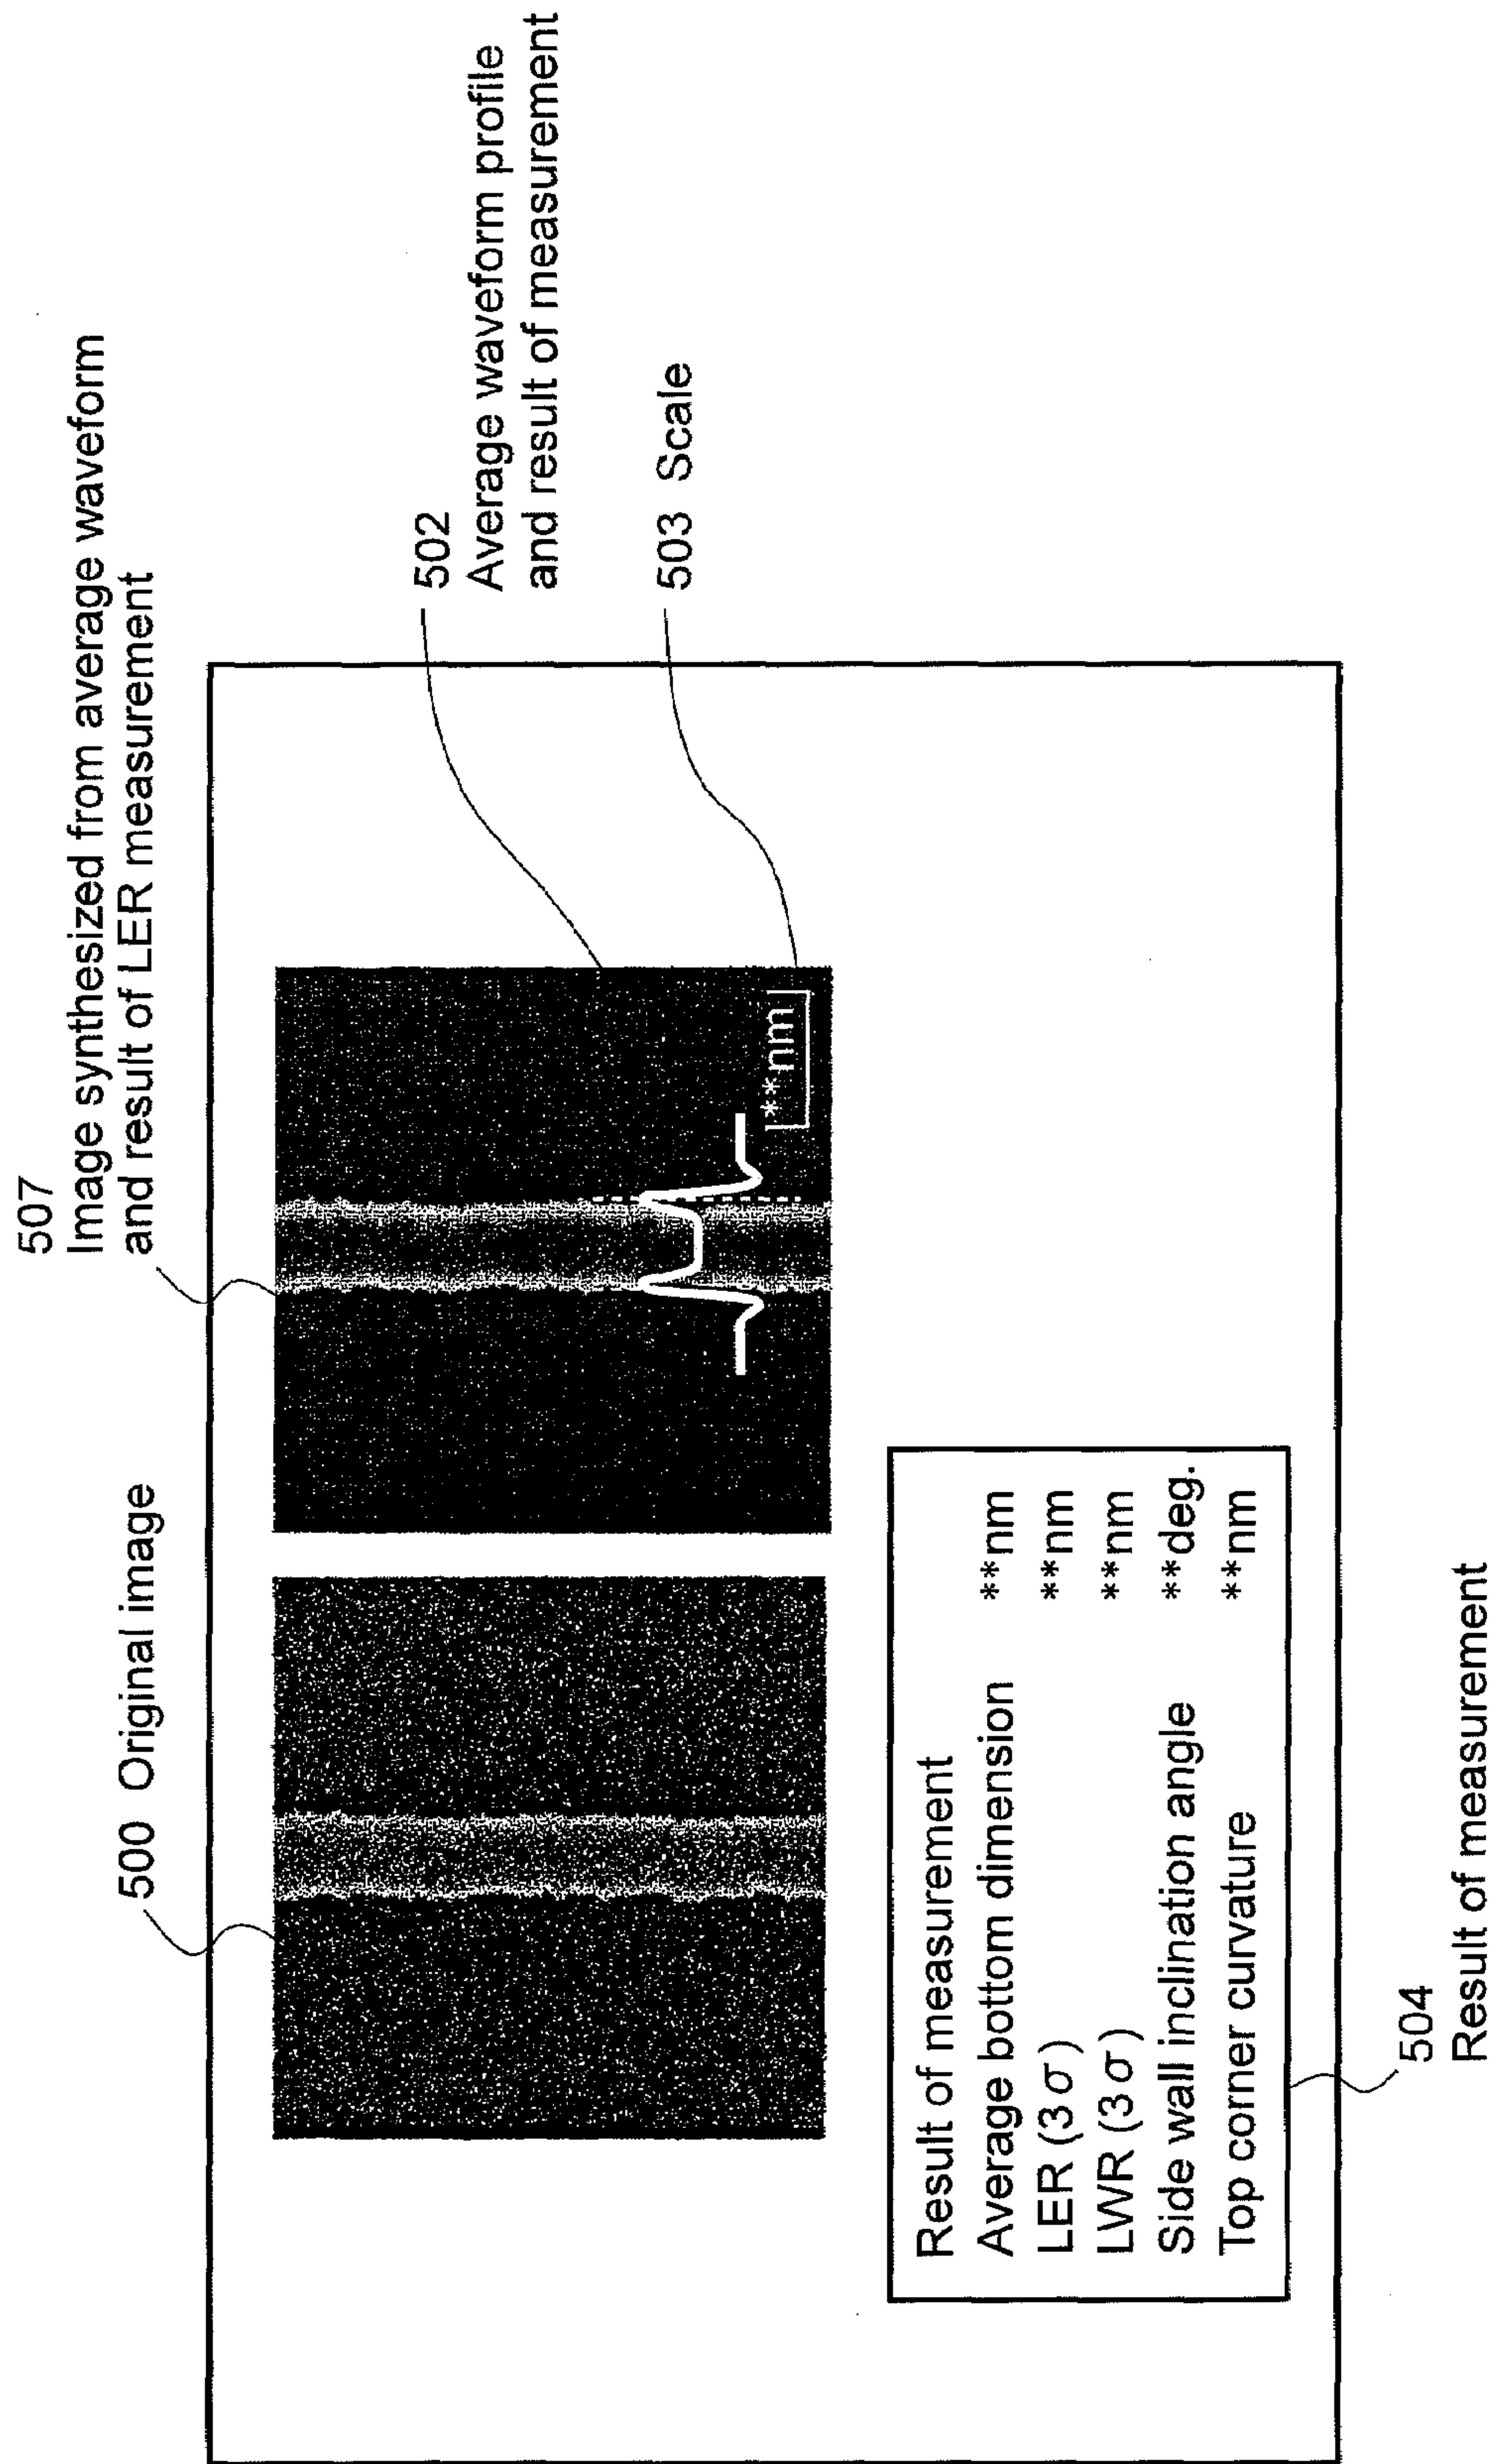 507
Image synthesized from average waveform
and result of LER measurement
500 Original image
502
Average waveform profile
and result of measurement
503 Scale
**nm
Result of measurement
Average bottom dimension **nm
LER (3σ) **nm
LWR (3σ) **nm
Side wall inclination angle **deg.
Top corner curvature **nm
504
Result of measurement